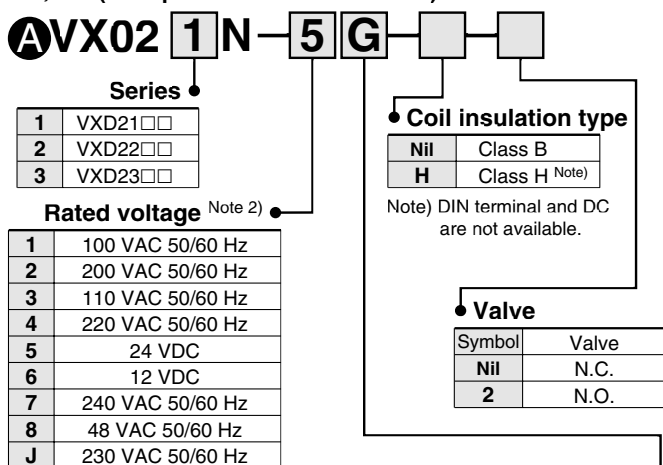 A VX02 1 N — 5 G — □ — □
Series
1 VXD21□□
2 VXD22□□
3 VXD23□□
Rated voltage Note 2)
1 100 VAC 50/60 Hz
2 200 VAC 50/60 Hz
3 110 VAC 50/60 Hz
4 220 VAC 50/60 Hz
5 24 VDC
6 12 VDC
7 240 VAC 50/60 Hz
8 48 VAC 50/60 Hz
J 230 VAC 50/60 Hz
Coil insulation type
Nil Class B
H Class H Note)
Note) DIN terminal and DC
are not available.
Valve
Symbol Valve
Nil N.C.
2 N.O.